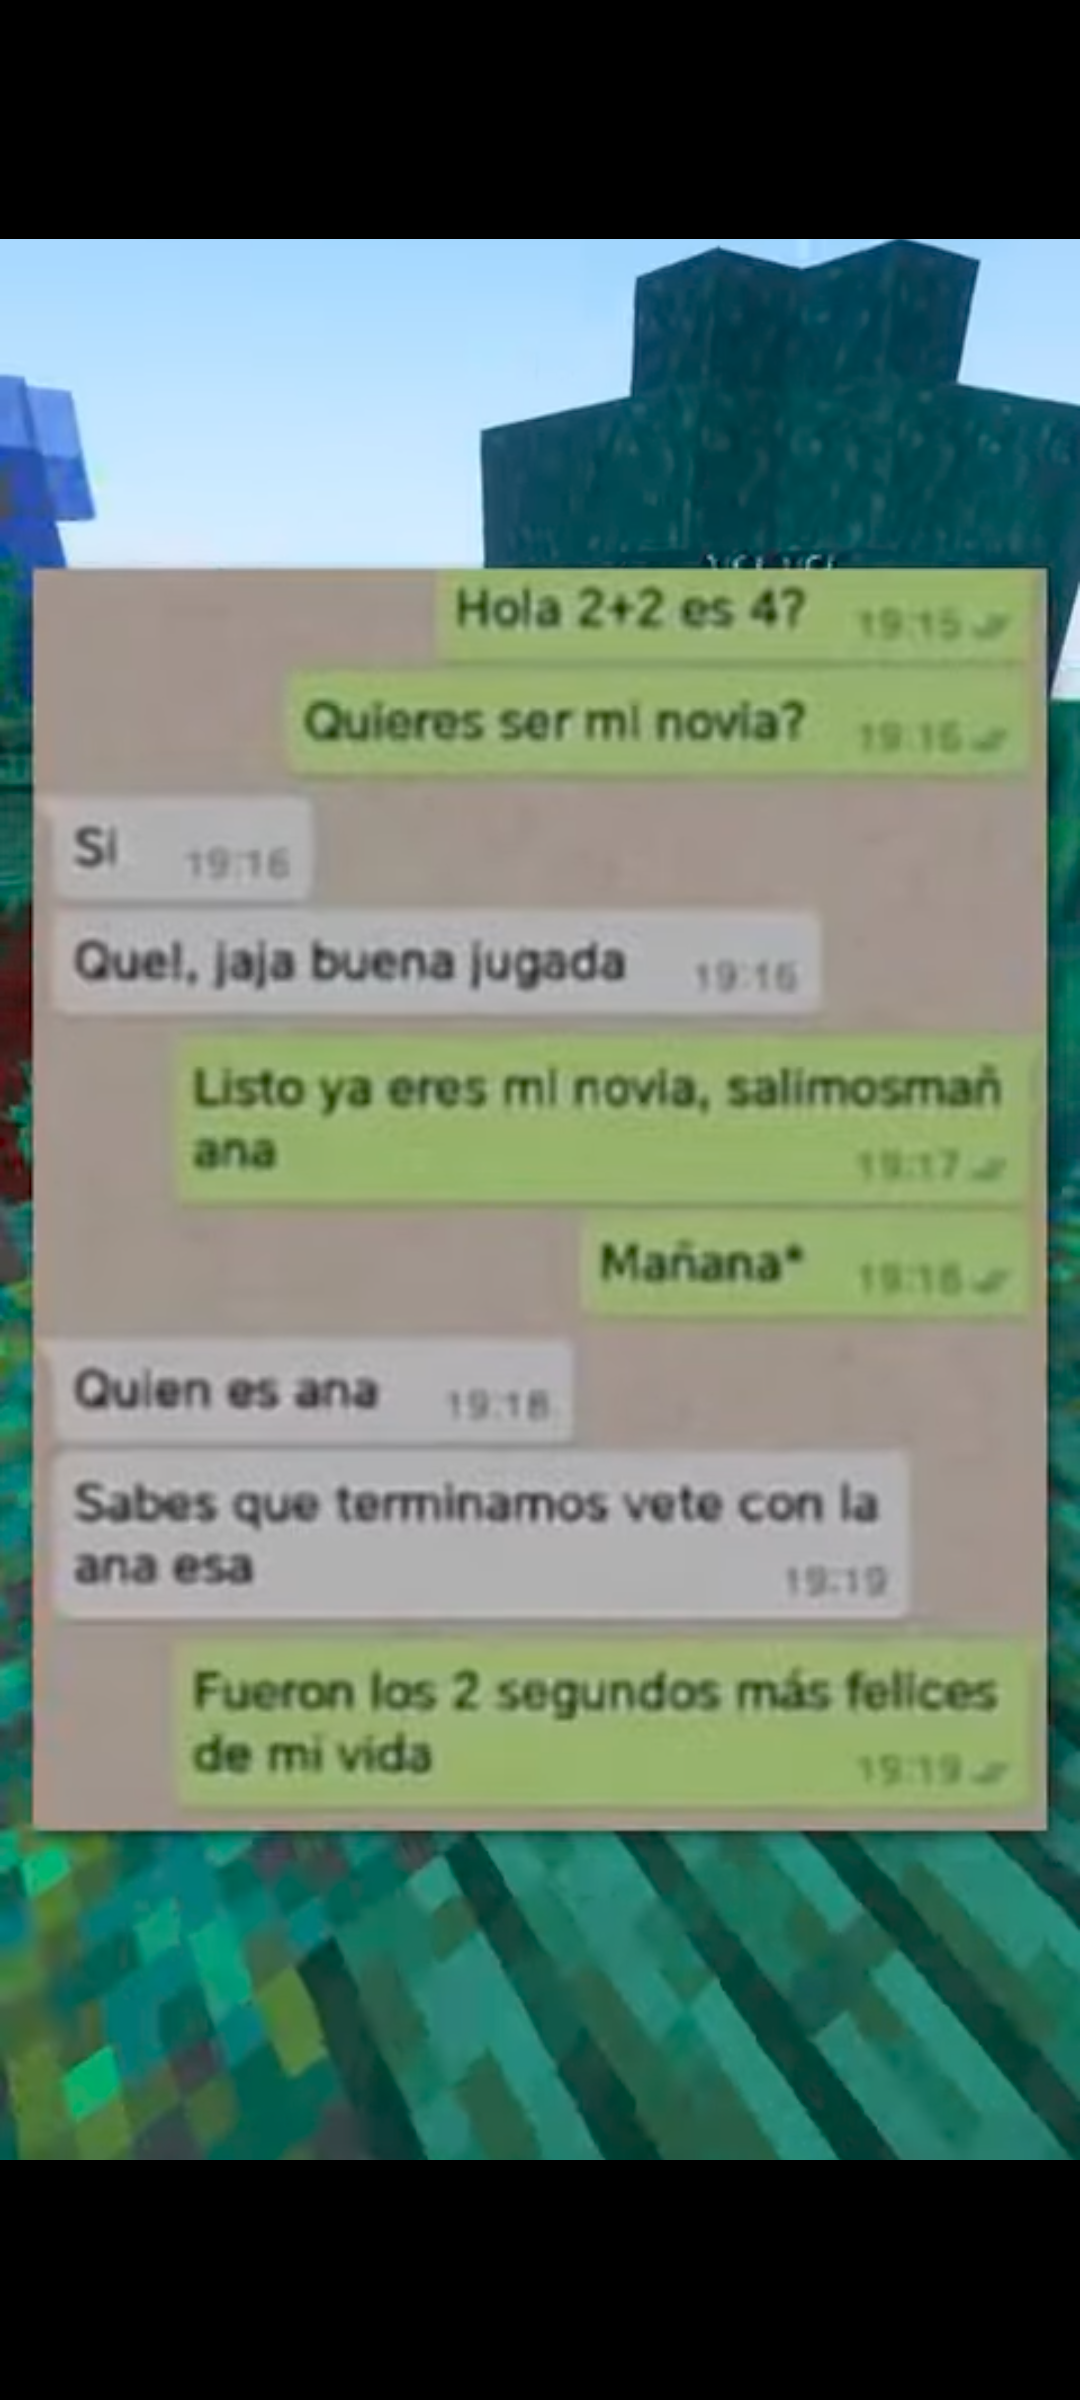 Hola 2+2 es 4?
19:15
Quieres ser mi novia?
19:16
Si
19:16
Que!, jaja buena jugada
19:16
Listo ya eres mi novia, salimosmañ
ana
19:17
Mañana*
19:18
Quien es ana
19:18
Sabes que terminamos vete con la
ana esa
19:19
Fueron los 2 segundos más felices
de mi vida
19:19